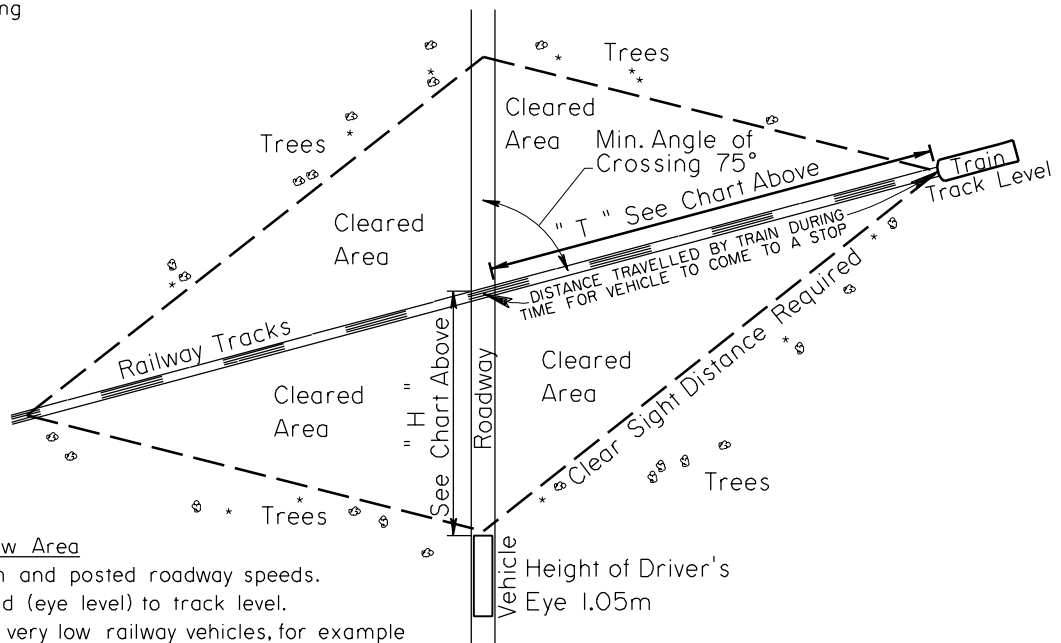 ng
Trees
Cleared
Area
Min. Angle of
Crossing 75°
Trees
Train
Track Level
" T " See Chart Above
DISTANCE TRAVELLED BY TRAIN DURING
TIME FOR VEHICLE TO COME TO A STOP
Cleared
Area
Railway Tracks
Clear Sight Distance Required
Cleared
Area
" H "
See Chart Above
Roadway
Cleared
Area
Trees
Trees
w Area
n and posted roadway speeds.
d (eye level) to track level.
very low railway vehicles, for example
Vehicle
Height of Driver's
Eye 1.05m